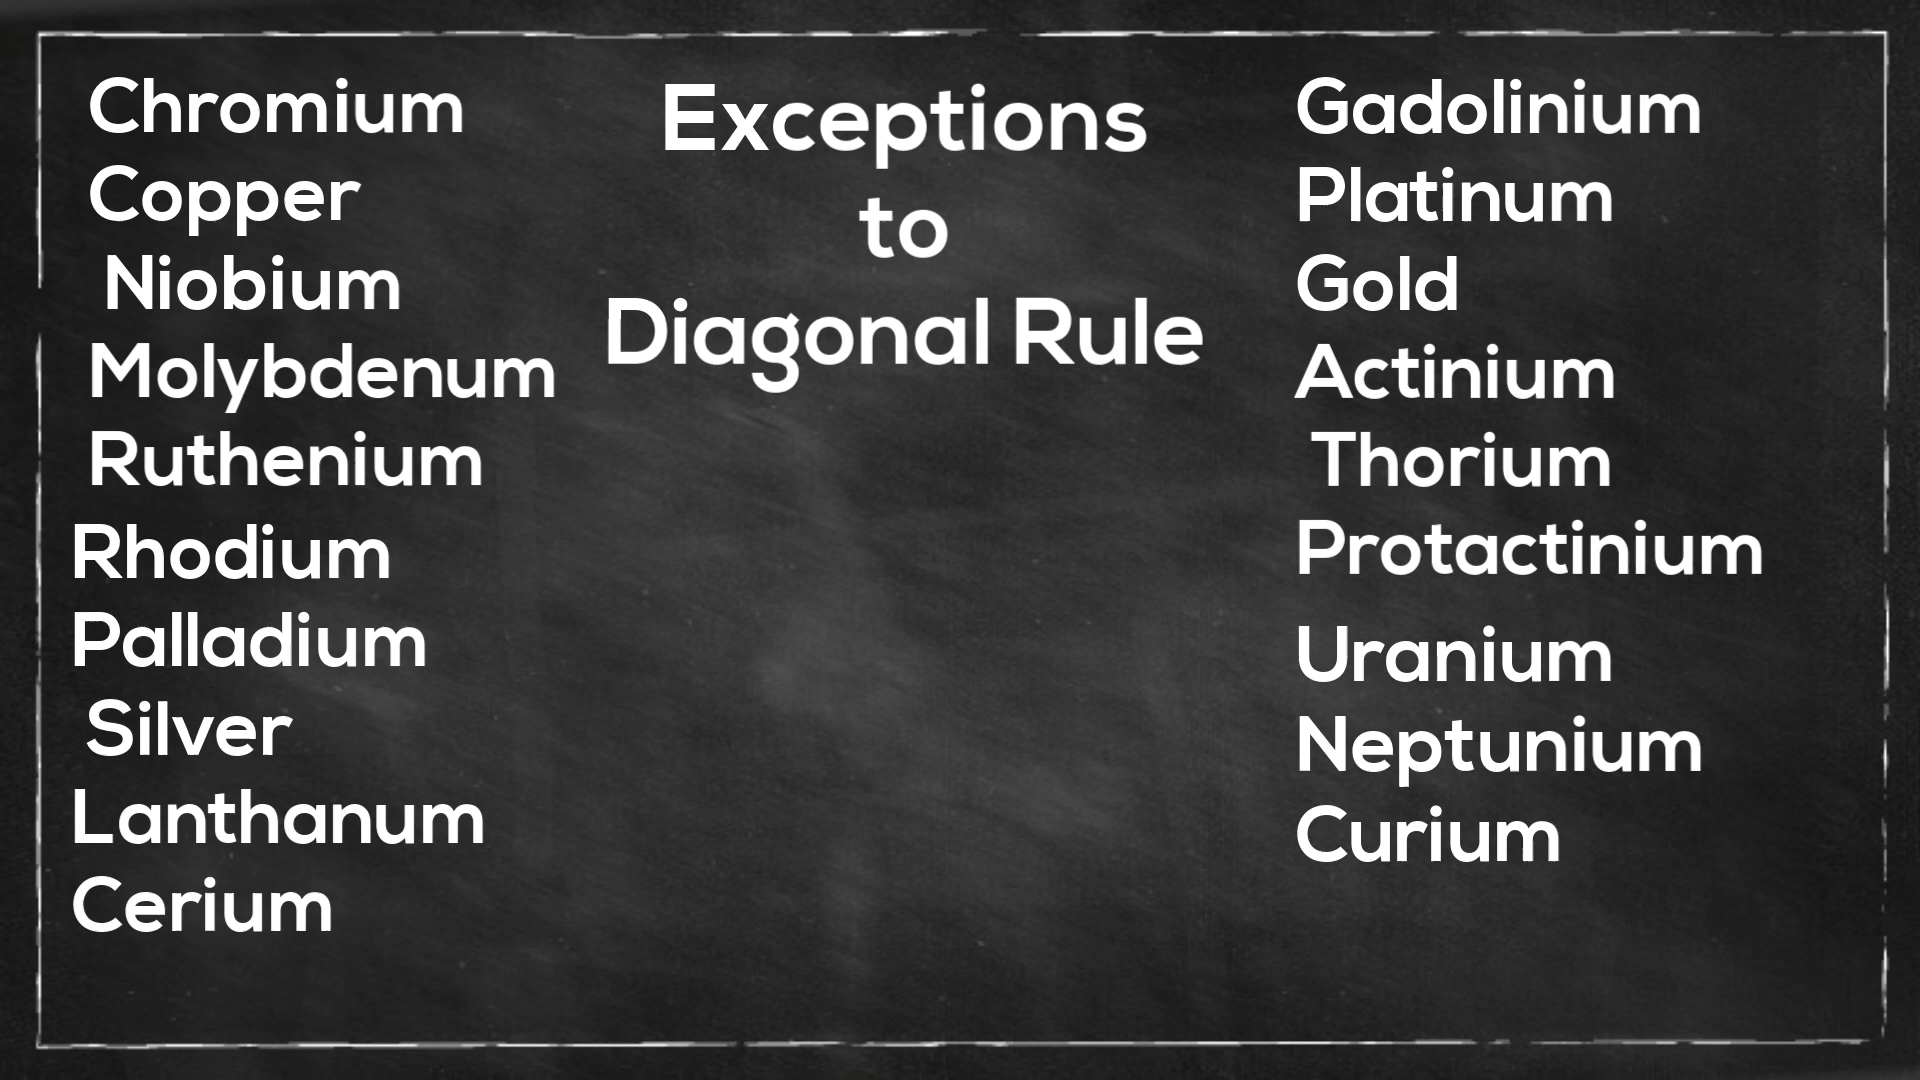 Chromium
Copper
Niobium
Molybdenum
Ruthenium
Rhodium
Palladium
Silver
Lanthanum
Cerium
Exceptions
to
Diagonal Rule
Gadolinium
Platinum
Gold
Actinium
Thorium
Protactinium
Uranium
Neptunium
Curium